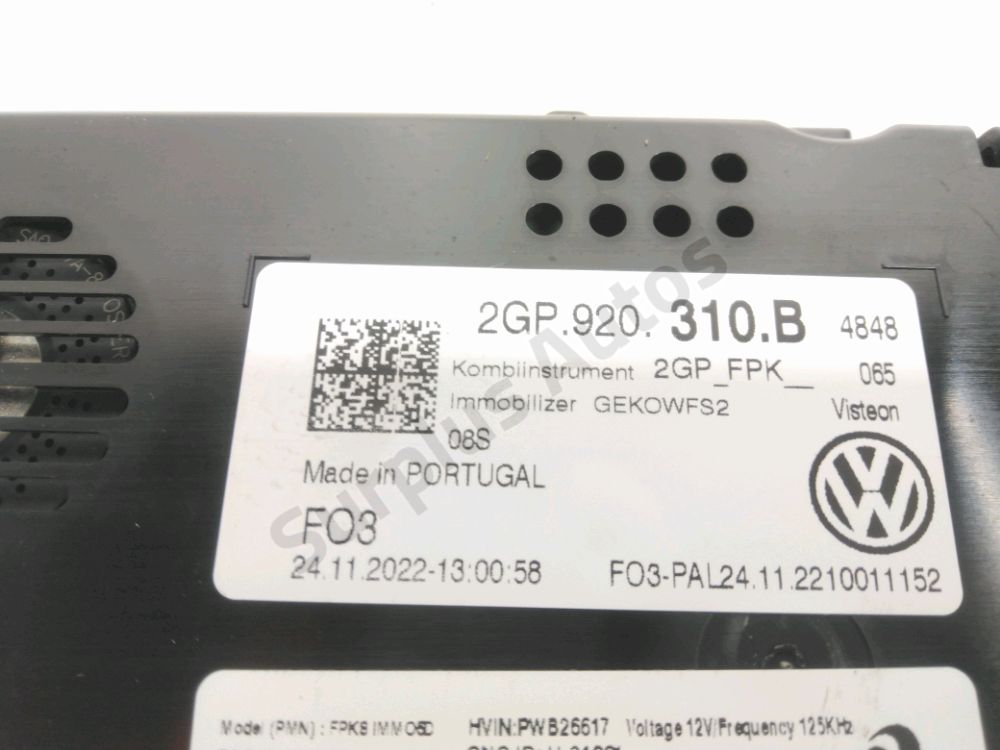 2GP.920. 310.B 4848
Kombiinstrument 2GP_FPK__ 065
Immobilizer GEKOWFS2 Visteon
08S
Made in PORTUGAL
FO3
24.11.2022-13:00:58 FO3-PAL24.11.2210011152
Surplus Autos
Model (PMN) : FPKS IMMO5D HVIN:PWB26617 Voltage 12V/Frequency 125KHz